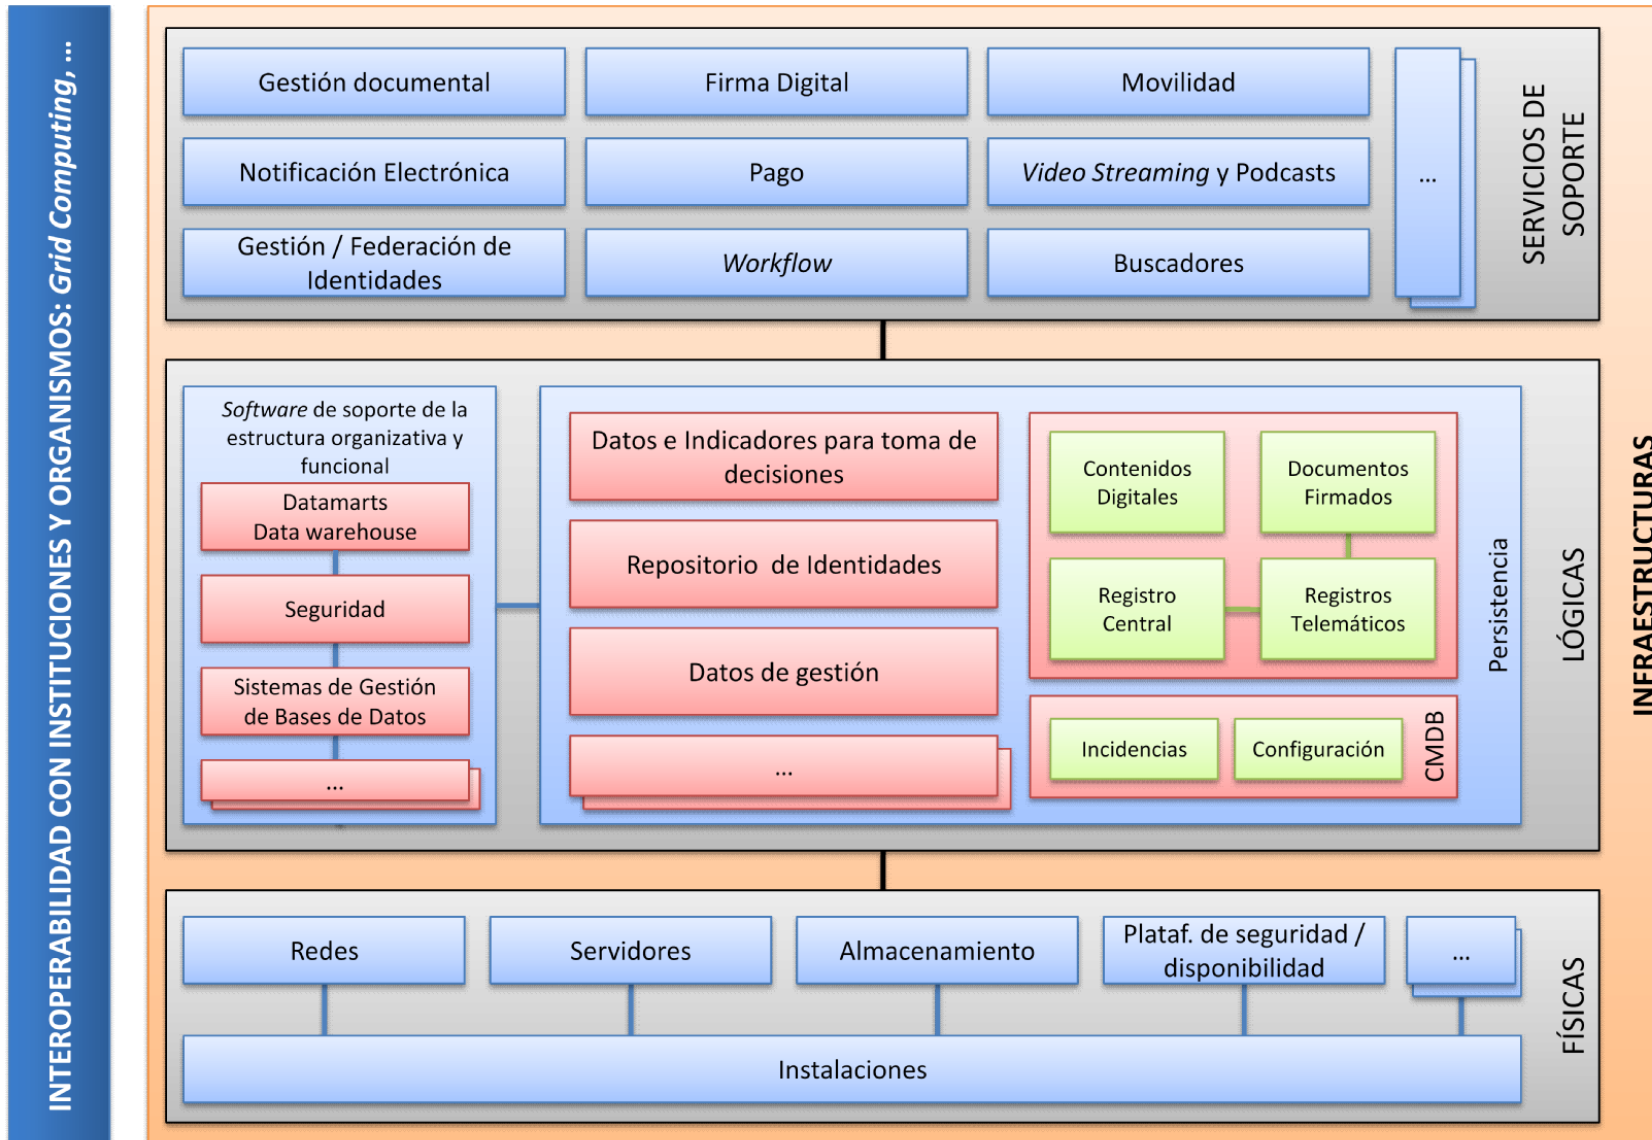 INTEROPERABILIDAD CON INSTITUCIONES Y ORGANISMOS: Grid Computing, ...
Gestión documental
Firma Digital
Movilidad
Notificación Electrónica
Pago
Video Streaming y Podcasts
Gestión / Federación de
Identidades
Workflow
Buscadores
...
SERVICIOS DE
SOPORTE
Software de soporte de la
estructura organizativa y
funcional
Datamarts
Data warehouse
Seguridad
Sistemas de Gestión
de Bases de Datos
...
Datos e Indicadores para toma de
decisiones
Repositorio de Identidades
Datos de gestión
...
Contenidos
Digitales
Documentos
Firmados
Registro
Central
Registros
Telemáticos
Incidencias
Configuración
CMDB
Persistencia
LÓGICAS
Redes
Servidores
Almacenamiento
Plataf. de seguridad /
disponibilidad
...
Instalaciones
FÍSICAS
INFRAESTRUCTURAS